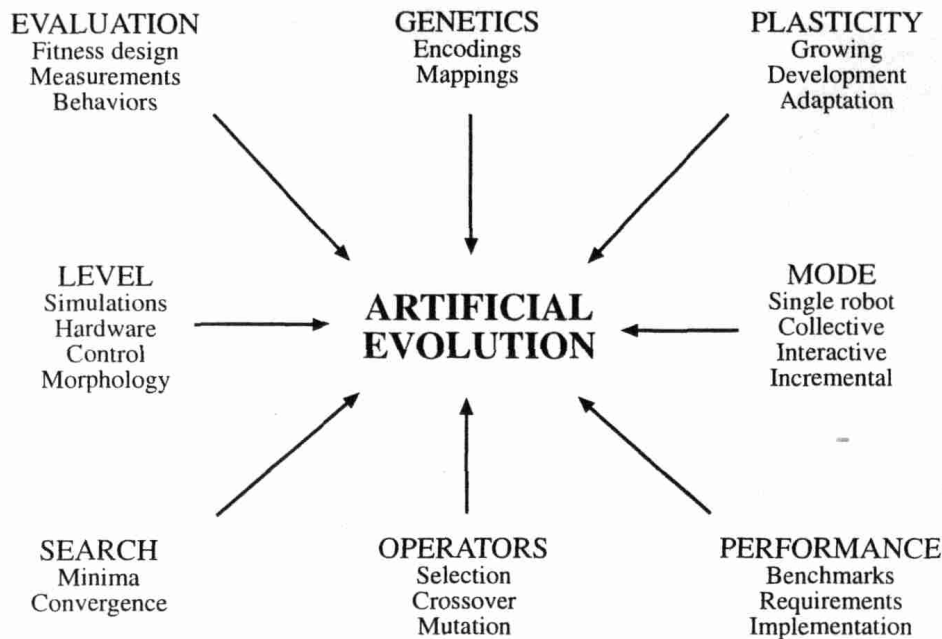 EVALUATION
Fitness design
Measurements
Behaviors
GENETICS
Encodings
Mappings
PLASTICITY
Growing
Development
Adaptation
LEVEL
Simulations
Hardware
Control
Morphology
ARTIFICIAL
EVOLUTION
MODE
Single robot
Collective
Interactive
Incremental
SEARCH
Minima
Convergence
OPERATORS
Selection
Crossover
Mutation
PERFORMANCE
Benchmarks
Requirements
Implementation